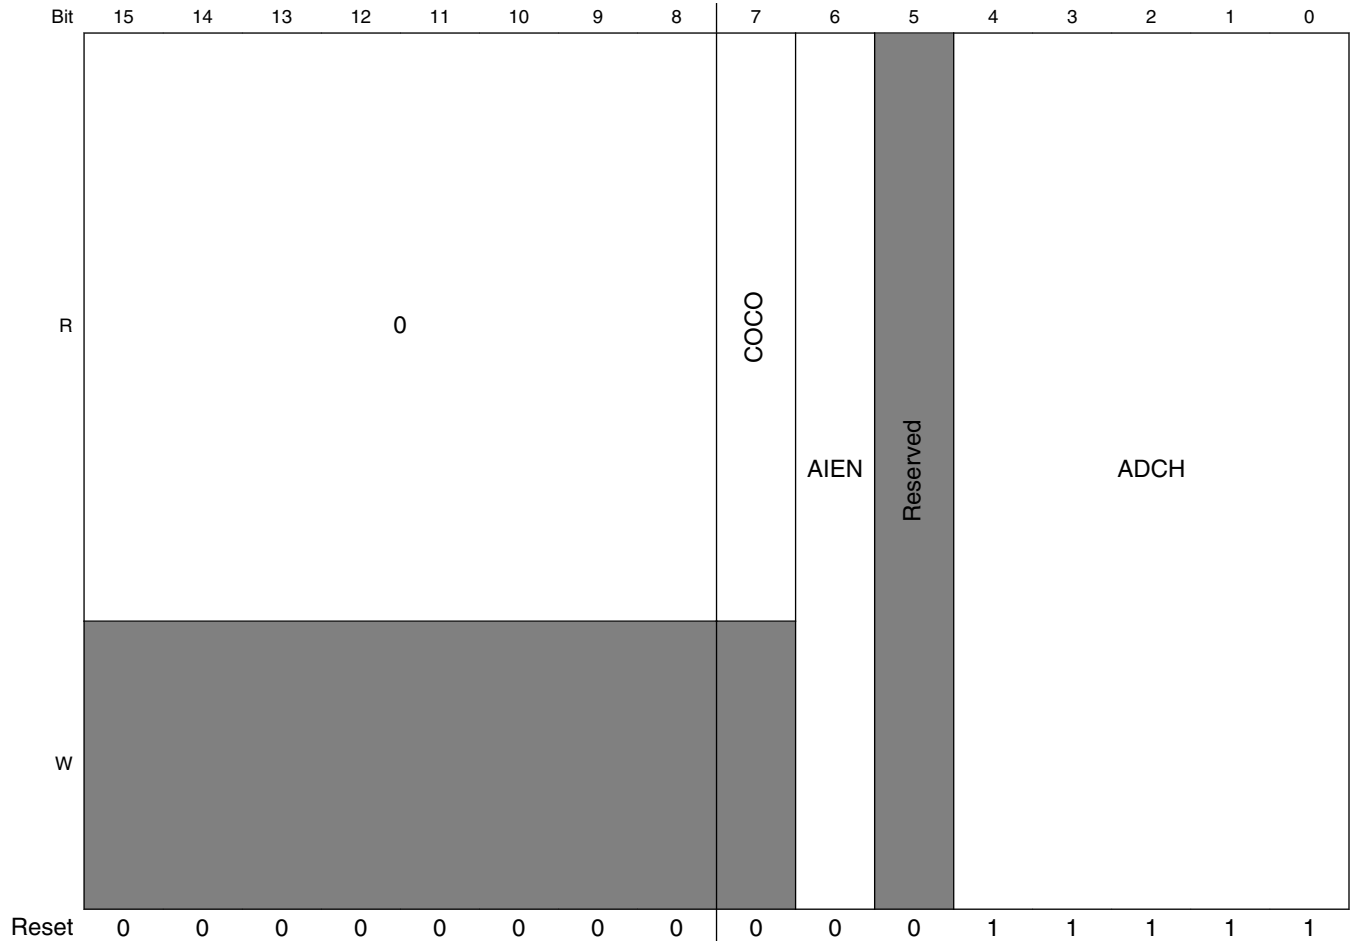 Bit 15 14 13 12 11 10 9 8 7 6 5 4 3 2 1 0
R 0 COCO
AIEN Reserved ADCH
W
Reset 0 0 0 0 0 0 0 0 0 0 0 1 1 1 1 1